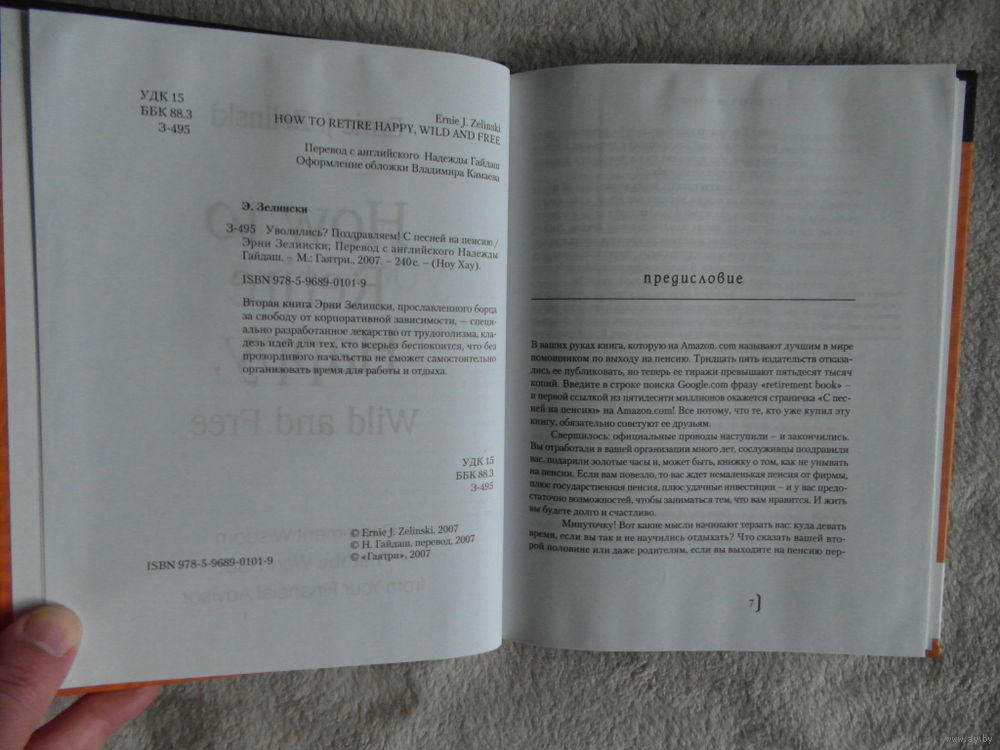 УДК 15
ББК 88.3
З-495
Ernie J. Zelinski
HOW TO RETIRE HAPPY, WILD AND FREE
Перевод с английского Надежды Гайдаш
Оформление обложки Владимира Камаева
Э. Зелински
З-495 Уволились? Поздравляем! С песней на пенсию /
Эрни Зелински; Перевод с английского Надежды
Гайдаш. – М.: Гаятри., 2007. – 240 с. – (Ноу Хау).
ISBN 978-5-9689-0101-9
Вторая книга Эрни Зелински, прославленного борца
за свободу от корпоративной зависимости, — специ-
ально разработанное лекарство от трудоголизма, кла-
дезь идей для тех, кто всерьез беспокоится, что без
прозорливого начальства не сможет самостоятельно
организовать время для работы и отдыха.
УДК 15
ББК 88.3
З-495
© Ernie J. Zelinski, 2007
© Н. Гайдаш, перевод, 2007
© «Гаятри», 2007
ISBN 978-5-9689-0101-9
How to
Wild and Free
from Your Financial Advisor
предисловие
В ваших руках книга, которую на Amazon. com называют лучшим в мире
помощником по выходу на пенсию. Тридцать пять издательств отказа-
лись ее публиковать, но теперь ее тиражи превышают пятьдесят тысяч
копий. Введите в строке поиска Google.com фразу «retirement book» –
и первой ссылкой из пятидесяти миллионов окажется страничка «С пес-
ней на пенсию» на Amazon.com! Все потому, что те, кто уже купил эту
книгу, обязательно советуют ее друзьям.
Свершилось: официальные проводы наступили – и закончились.
Вы отработали в вашей организации много лет, сослуживцы поздравили
вас, подарили золотые часы и, может быть, книжку о том, как не унывать
на пенсии. Если вам повезло, то вас ждет немаленькая пенсия от фирмы,
плюс государственная пенсия, плюс удачные инвестиции – и у вас предо-
статочно возможностей, чтобы заниматься тем, что вам нравится. И жить
вы будете долго и счастливо.
Минуточку! Вот какие мысли начинают терзать вас: куда девать
время, если вы так и не научились отдыхать? Что сказать вашей вто-
рой половине или даже родителям, если вы выходите на пенсию пер-
7
www.ay.by